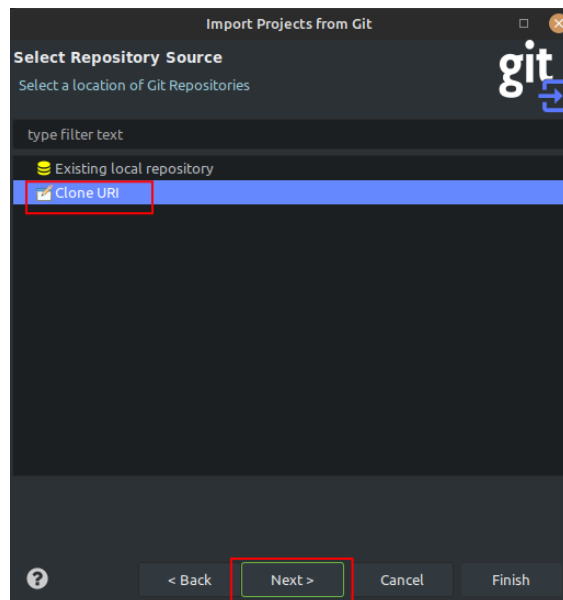 Import Projects from Git
Select Repository Source
Select a location of Git Repositories
git
type filter text
Existing local repository
Clone URI
? < Back Next > Cancel Finish